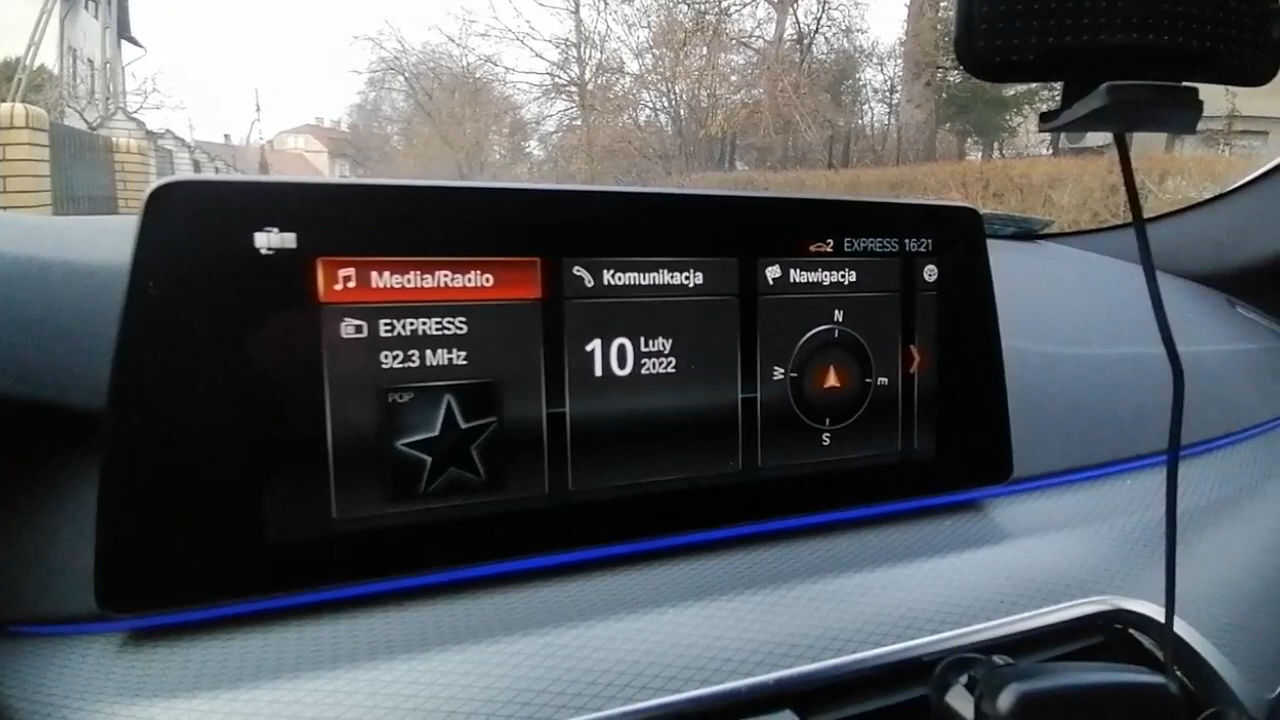 2 EXPRESS 16:21
Media/Radio
EXPRESS
92.3 MHz
POP
Komunikacja
10 Luty
2022
Nawigacja
N
W E
S